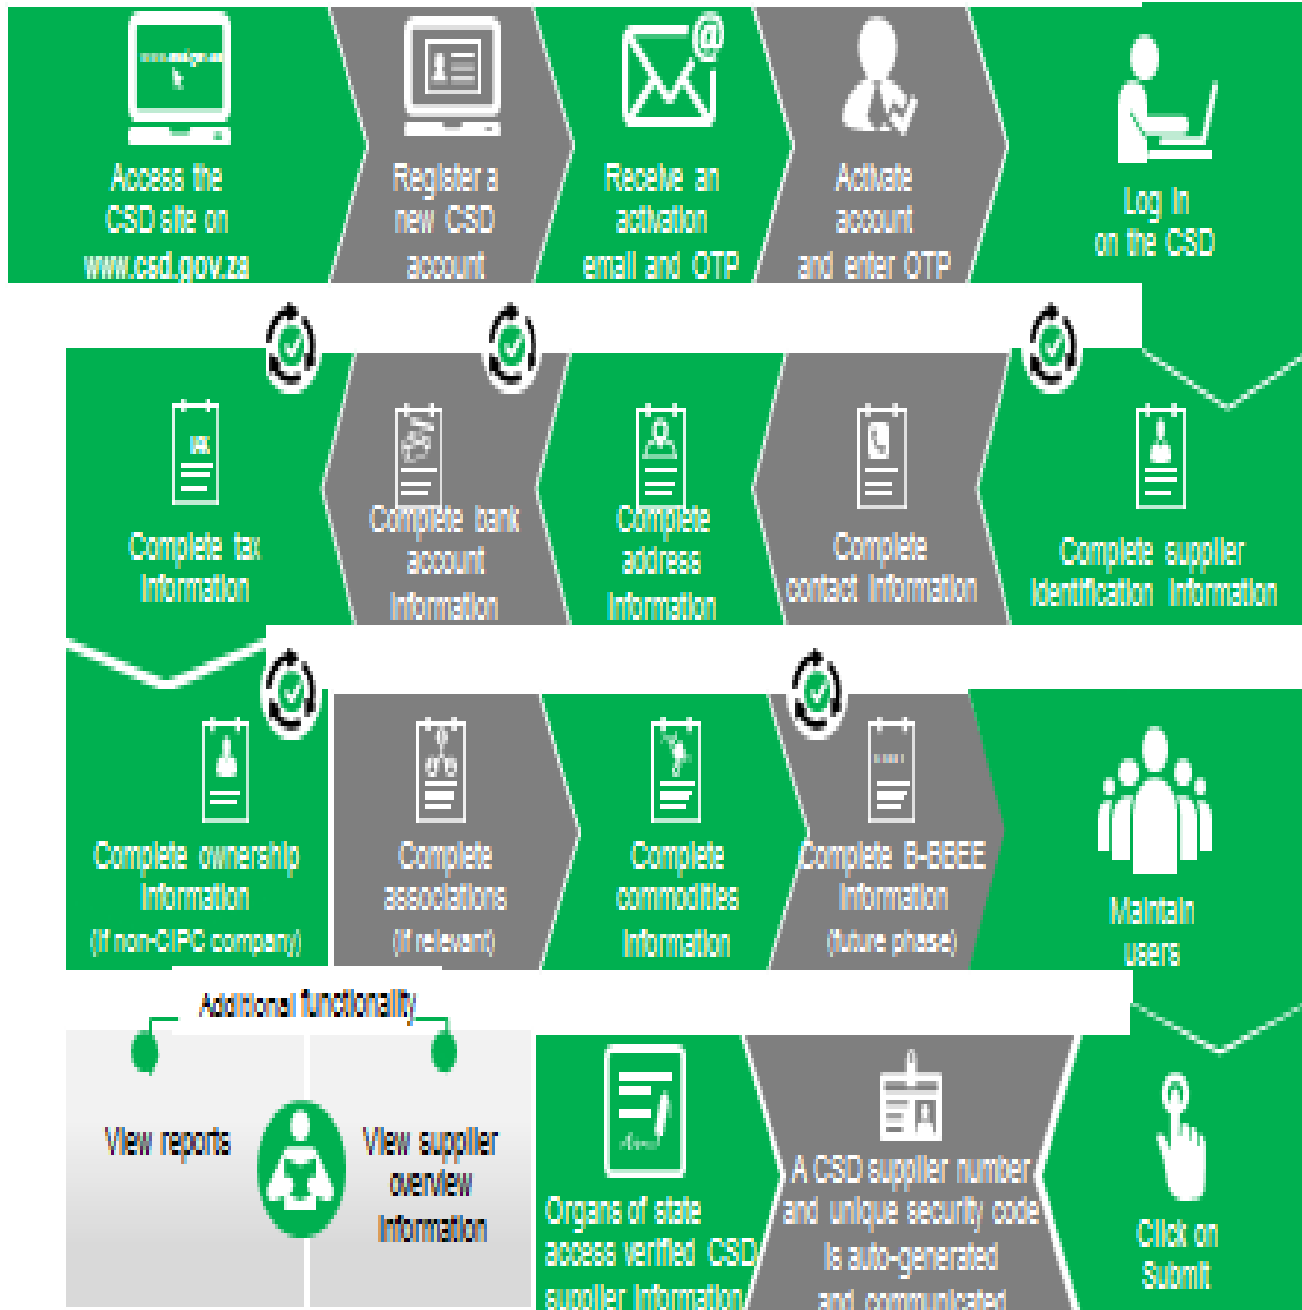 Access the
CSD site on
www.csd.gov.za
Register a
new CSD
account
Receive an
activation
email and OTP
Activate
account
and enter OTP
Log in
on the CSD
Complete supplier
identification information
Complete
contact information
Complete
address
information
Complete bank
account
information
Complete tax
information
Complete ownership
information
(if non-CIPC company)
Complete
associations
(if relevant)
Complete
commodities
information
Complete B-BBEE
information
(future phase)
Maintain
users
Click on
Submit
A CSD supplier number
and unique security code
is auto-generated
and communicated
Organs of state
access verified CSD
supplier information
Additional functionality
View reports
View supplier
overview
information